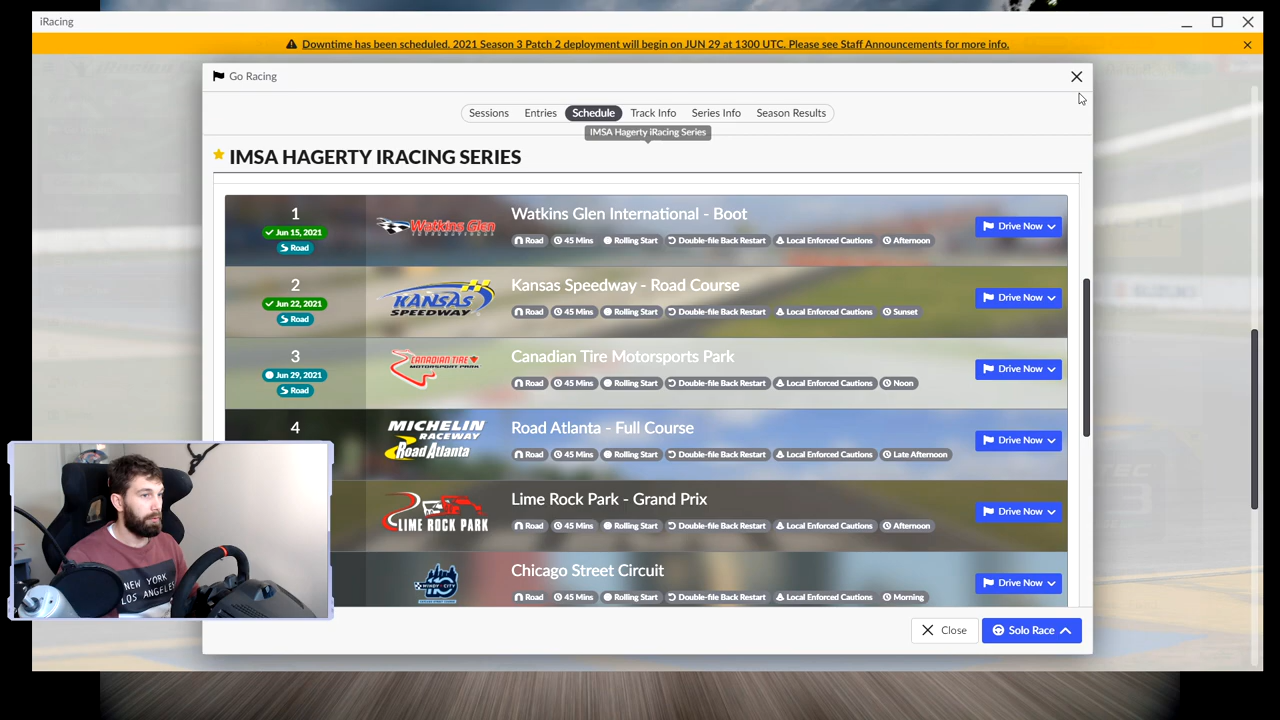 iRacing
Downtime has been scheduled. 2021 Season 3 Patch 2 deployment will begin on JUN 29 at 1300 UTC. Please see Staff Announcements for more info.
Go Racing
Sessions Entries Schedule Track Info Series Info Season Results
IMSA Hagerty iRacing Series
IMSA HAGERTY IRACING SERIES
1
Jun 15, 2021
Road
Watkins Glen
INTERNATIONAL
Watkins Glen International - Boot
Road 45 Mins Rolling Start Double-file Back Restart Local Enforced Cautions Afternoon
Drive Now
2
Jun 22, 2021
Road
KANSAS
SPEEDWAY
Kansas Speedway - Road Course
Road 45 Mins Rolling Start Double-file Back Restart Local Enforced Cautions Sunset
Drive Now
3
Jun 29, 2021
Road
CANADIAN TIRE
MOTORSPORT PARK
Canadian Tire Motorsports Park
Road 45 Mins Rolling Start Double-file Back Restart Local Enforced Cautions Noon
Drive Now
4
MICHELIN
RACEWAY
Road Atlanta
Road Atlanta - Full Course
Road 45 Mins Rolling Start Double-file Back Restart Local Enforced Cautions Late Afternoon
Drive Now
LIME ROCK PARK
Lime Rock Park - Grand Prix
Road 45 Mins Rolling Start Double-file Back Restart Local Enforced Cautions Afternoon
Drive Now
Chicago Street Circuit
Road 45 Mins Rolling Start Double-file Back Restart Local Enforced Cautions Morning
Drive Now
NEW YORK
LOS ANGELES
Close Solo Race